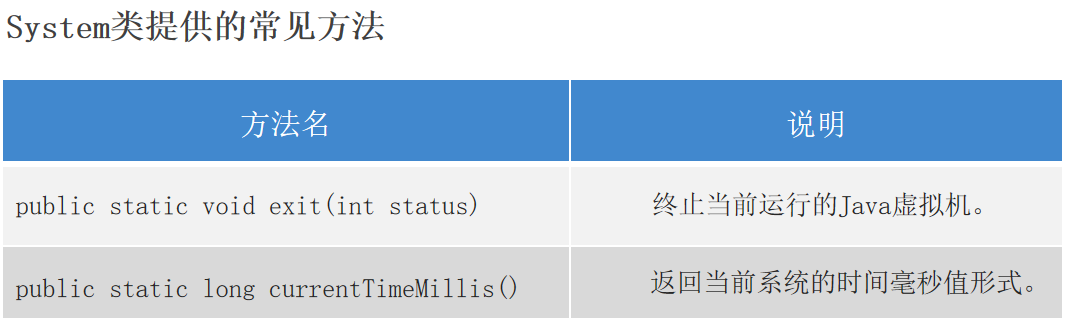 System类提供的常见方法
方法名 说明
public static void exit(int status) 终止当前运行的Java虚拟机。
public static long currentTimeMillis() 返回当前系统的时间毫秒值形式。